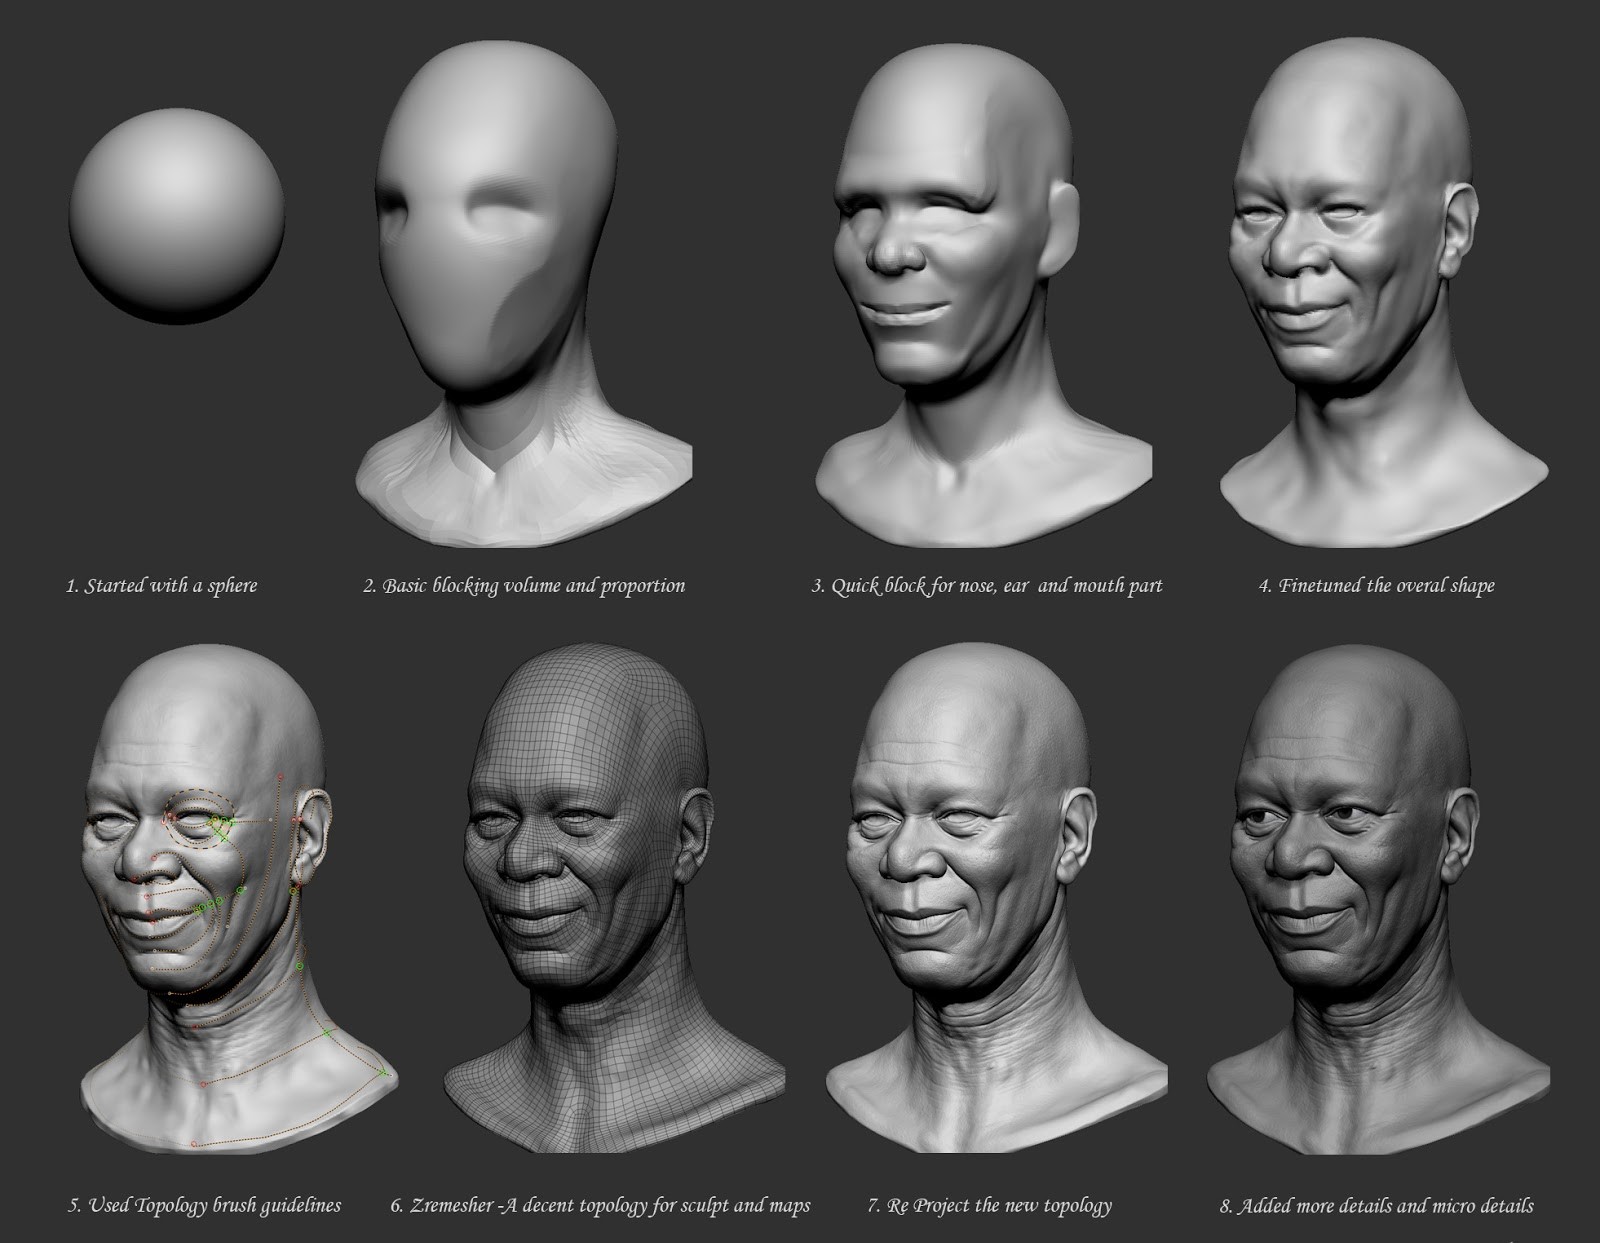 1. Started with a sphere
2. Basic blocking volume and proportion
3. Quick block for nose, ear and mouth part
4. Finetuned the overal shape
5. Used Topology brush guidelines
6. Zremesher -A decent topology for sculpt and maps
7. Re Project the new topology
8. Added more details and micro details